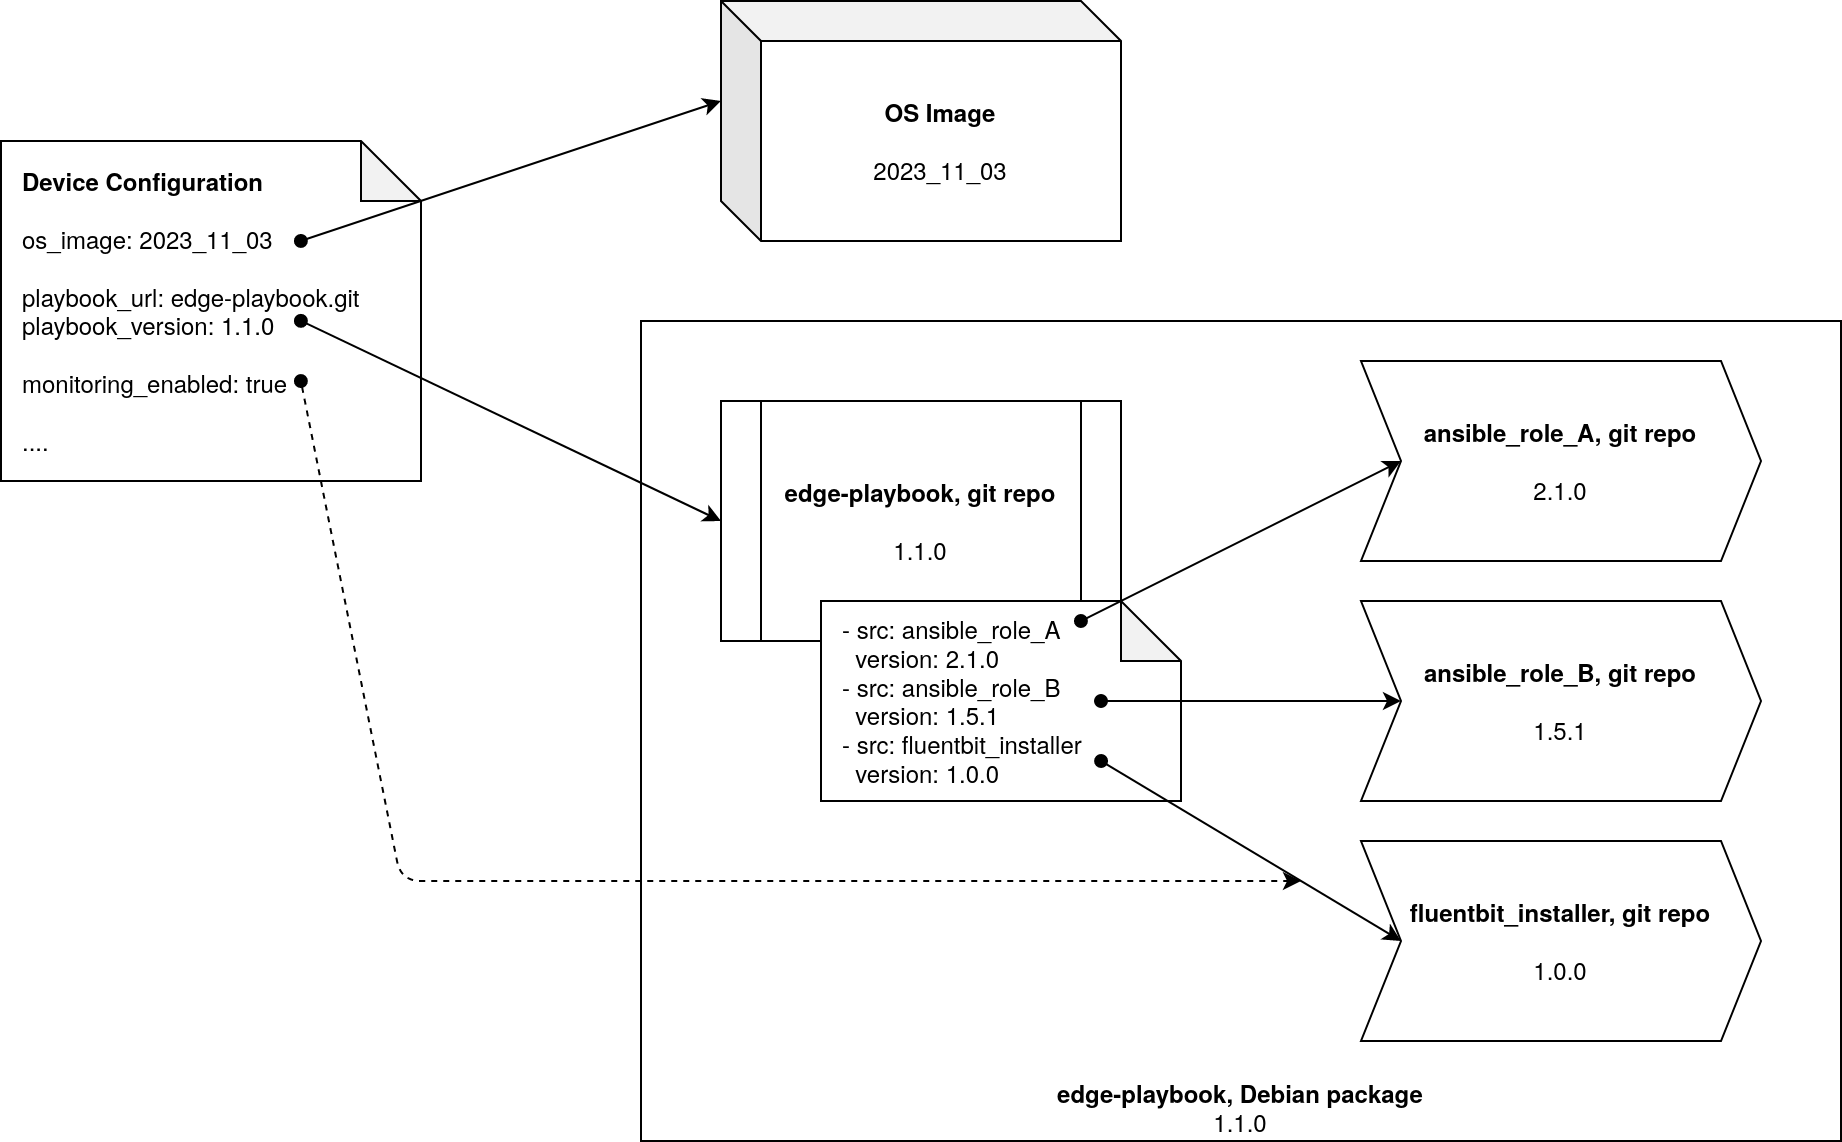 OS Image
2023_11_03
Device Configuration
os_image: 2023_11_03
playbook_url: edge-playbook.git
playbook_version: 1.1.0
monitoring_enabled: true
....
edge-playbook, git repo
1.1.0
- src: ansible_role_A
version: 2.1.0
- src: ansible_role_B
version: 1.5.1
- src: fluentbit_installer
version: 1.0.0
ansible_role_A, git repo
2.1.0
ansible_role_B, git repo
1.5.1
fluentbit_installer, git repo
1.0.0
edge-playbook, Debian package
1.1.0